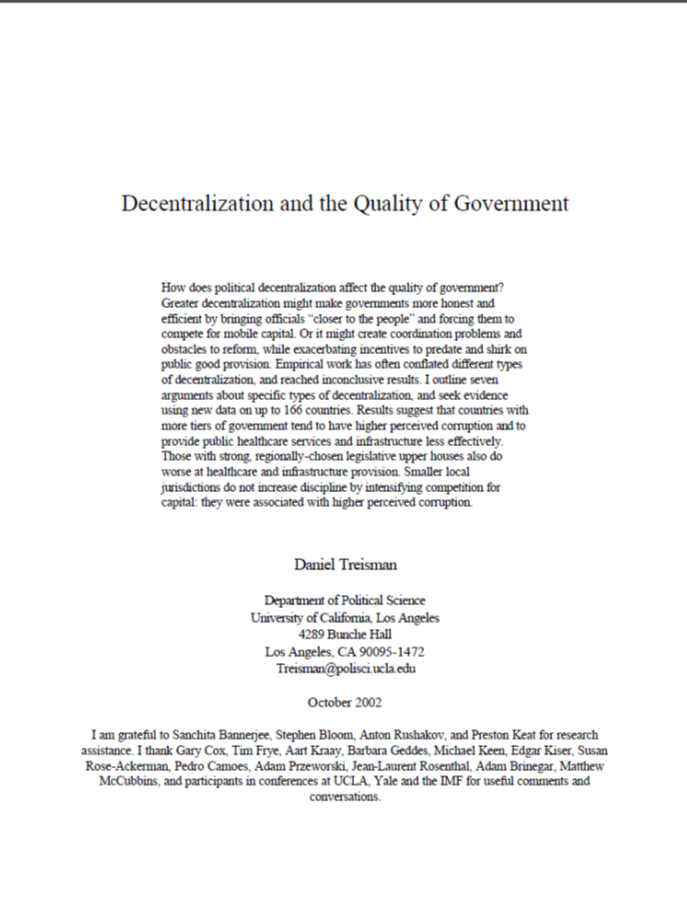 Decentralization and the Quality of Government
How does political decentralization affect the quality of government?
Greater decentralization might make governments more honest and
efficient by bringing officials “closer to the people” and forcing them to
compete for mobile capital. Or it might create coordination problems and
obstacles to reform, while exacerbating incentives to predate and shirk on
public good provision. Empirical work has often conflated different types
of decentralization, and reached inconclusive results. I outline seven
arguments about specific types of decentralization, and seek evidence
using new data on up to 166 countries. Results suggest that countries with
more tiers of government tend to have higher perceived corruption and to
provide public healthcare services and infrastructure less effectively.
Those with strong, regionally-chosen legislative upper houses also do
worse at healthcare and infrastructure provision. Smaller local
jurisdictions do not increase discipline by intensifying competition for
capital: they were associated with higher perceived corruption.
Daniel Treisman
Department of Political Science
University of California, Los Angeles
4289 Bunche Hall
Los Angeles, CA 90095-1472
Treisman@polisci.ucla.edu
October 2002
I am grateful to Sanchita Bannerjee, Stephen Bloom, Anton Rushakov, and Preston Keat for research
assistance. I thank Gary Cox, Tim Frye, Aart Kraay, Barbara Geddes, Michael Keen, Edgar Kiser, Susan
Rose-Ackerman, Pedro Camoes, Adam Przeworski, Jean-Laurent Rosenthal, Adam Brinegar, Matthew
McCubbins, and participants in conferences at UCLA, Yale and the IMF for useful comments and
conversations.